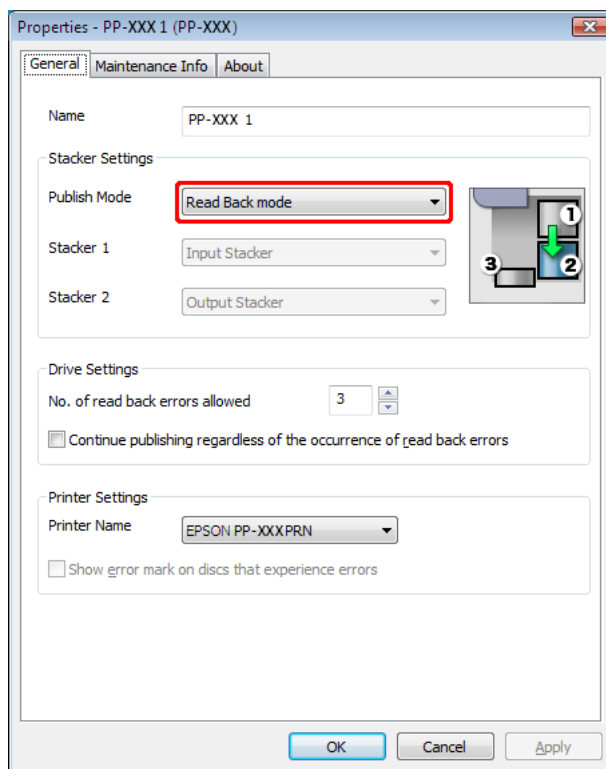 Properties - PP-XXX 1 (PP-XXX)
General Maintenance Info About
Name PP-XXX 1
Stacker Settings
Publish Mode Read Back mode
1
Stacker 1 Input Stacker
3 2
Stacker 2 Output Stacker
Drive Settings
No. of read back errors allowed 3
Continue publishing regardless of the occurrence of read back errors
Printer Settings
Printer Name EPSON PP-XXXPRN
Show error mark on discs that experience errors
OK Cancel Apply